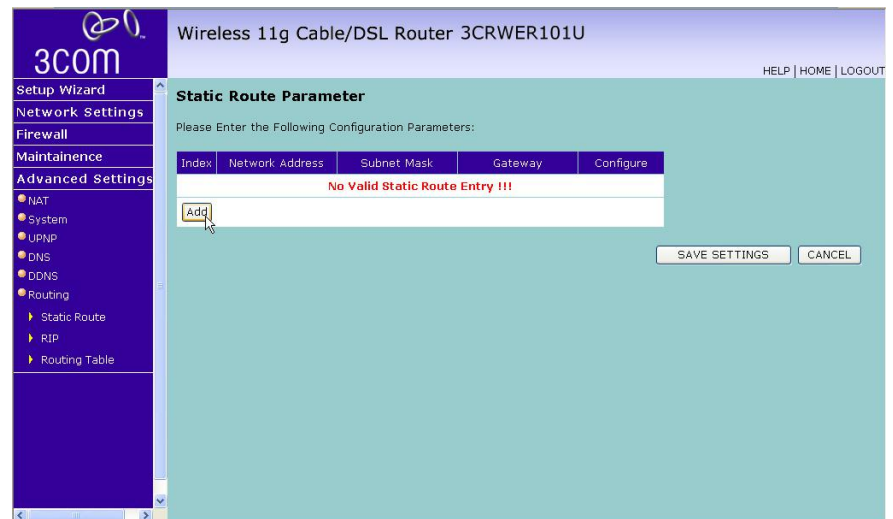 3COM
Wireless 11g Cable/DSL Router 3CRWER101U
HELP | HOME | LOGOUT
Setup Wizard
Network Settings
Firewall
Maintainence
Advanced Settings
NAT
System
UPNP
DNS
DDNS
Routing
Static Route
RIP
Routing Table
Static Route Parameter
Please Enter the Following Configuration Parameters:
Index Network Address Subnet Mask Gateway Configure
No Valid Static Route Entry !!!
Add
SAVE SETTINGS CANCEL